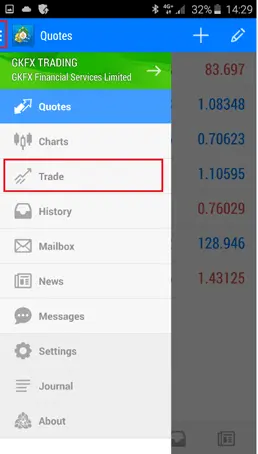 4G 32% 14:29
Quotes
GKFX TRADING
GKFX Financial Services Limited
83.697
Quotes
1.08348
Charts
0.70623
Trade
1.10595
History
0.76029
Mailbox
128.946
News
1.43125
Messages
Settings
Journal
About